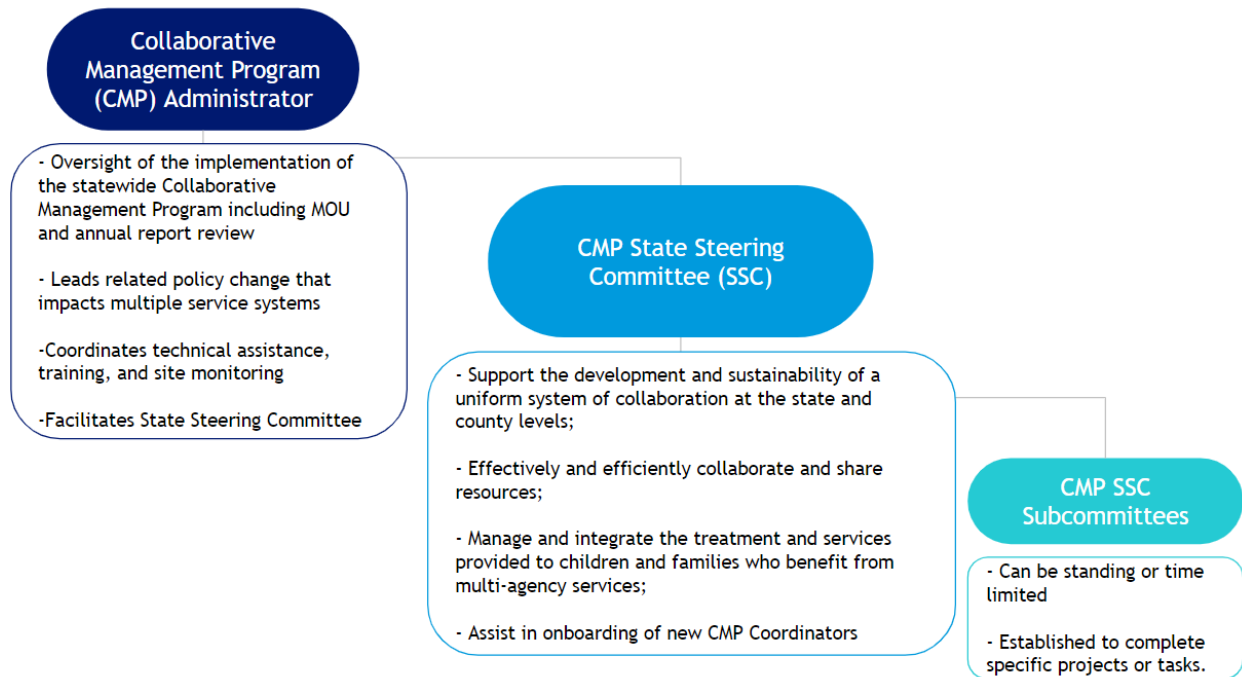 Collaborative
Management Program
(CMP) Administrator
- Oversight of the implementation of
the statewide Collaborative
Management Program including MOU
and annual report review
- Leads related policy change that
impacts multiple service systems
-Coordinates technical assistance,
training, and site monitoring
-Facilitates State Steering Committee
CMP State Steering
Committee (SSC)
- Support the development and sustainability of a
uniform system of collaboration at the state and
county levels;
- Effectively and efficiently collaborate and share
resources;
- Manage and integrate the treatment and services
provided to children and families who benefit from
multi-agency services;
- Assist in onboarding of new CMP Coordinators
CMP SSC
Subcommittees
- Can be standing or time
limited
- Established to complete
specific projects or tasks.